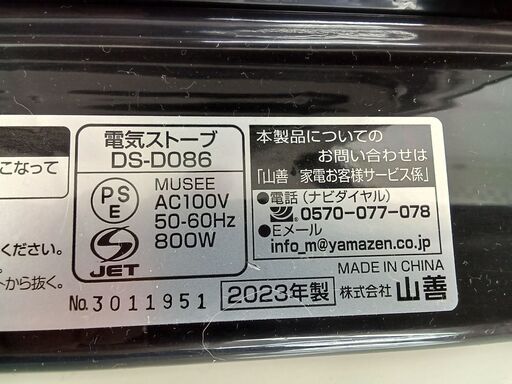 こなって
ください。
トから抜く。
電気ストーブ
DS-D086
PS
E
MUSEE
AC100V
50-60Hz
800W
JET
No.3011951
2023年製
本製品についての
お問い合わせは
「山善 家電お客様サービス係」
●電話(ナビダイヤル)
0570-077-078
●Eメール
info_m@yamazen.co.jp
MADE IN CHINA
株式会社 山善